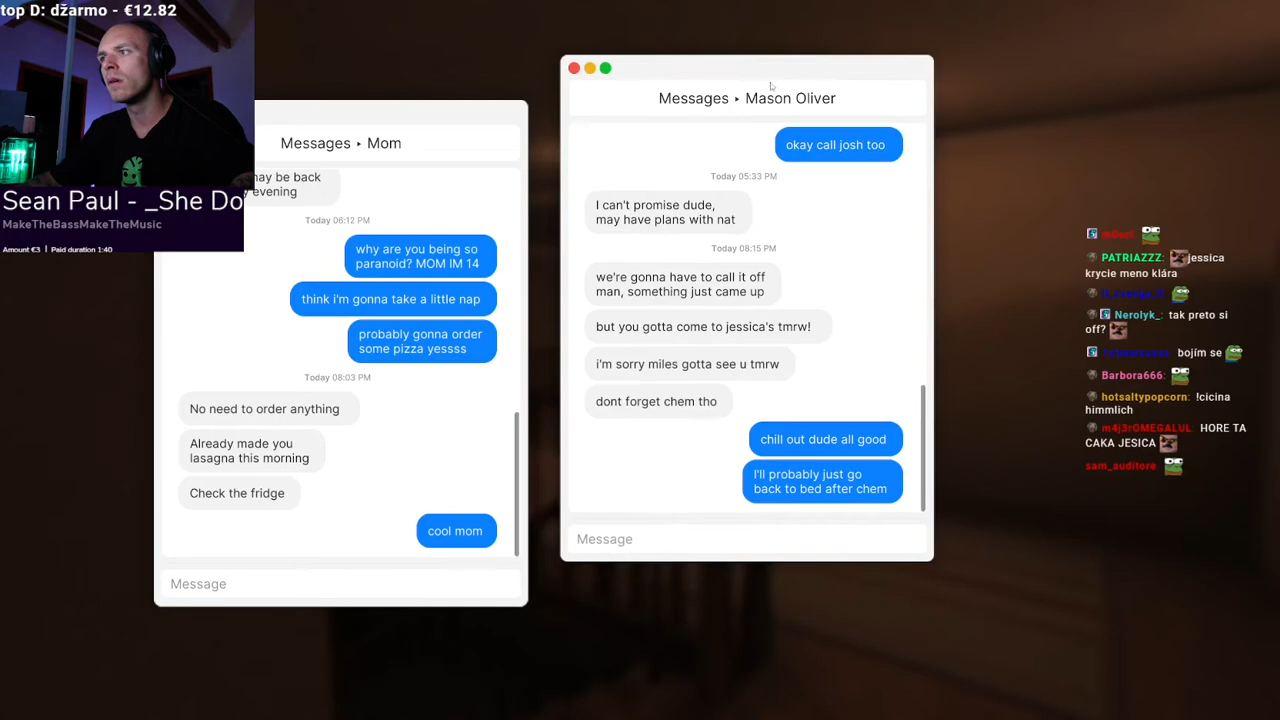 top D: džarmo - €12.82
Sean Paul - _She Do
MakeTheBassMakeTheMusic
Amount €3 | Paid duration 1:40
Messages ‣ Mom
may be back
evening
Today 06:12 PM
why are you being so
paranoid? MOM IM 14
think i'm gonna take a little nap
probably gonna order
some pizza yessss
Today 08:03 PM
No need to order anything
Already made you
lasagna this morning
Check the fridge
cool mom
Message
Messages ‣ Mason Oliver
okay call josh too
Today 05:33 PM
I can't promise dude,
may have plans with nat
Today 08:15 PM
we're gonna have to call it off
man, something just came up
but you gotta come to jessica's tmrw!
i'm sorry miles gotta see u tmrw
dont forget chem tho
chill out dude all good
I'll probably just go
back to bed after chem
Message
PATRIAZZZ: jessica
krycie meno klára
Nerolyk_: tak preto si
off?
bojím se
Barbora666:
hotsaltypopcorn: !cicina
himmlich
m4j3rOMEGALUL: HORE TA
CAKA JESICA
sam_auditore: